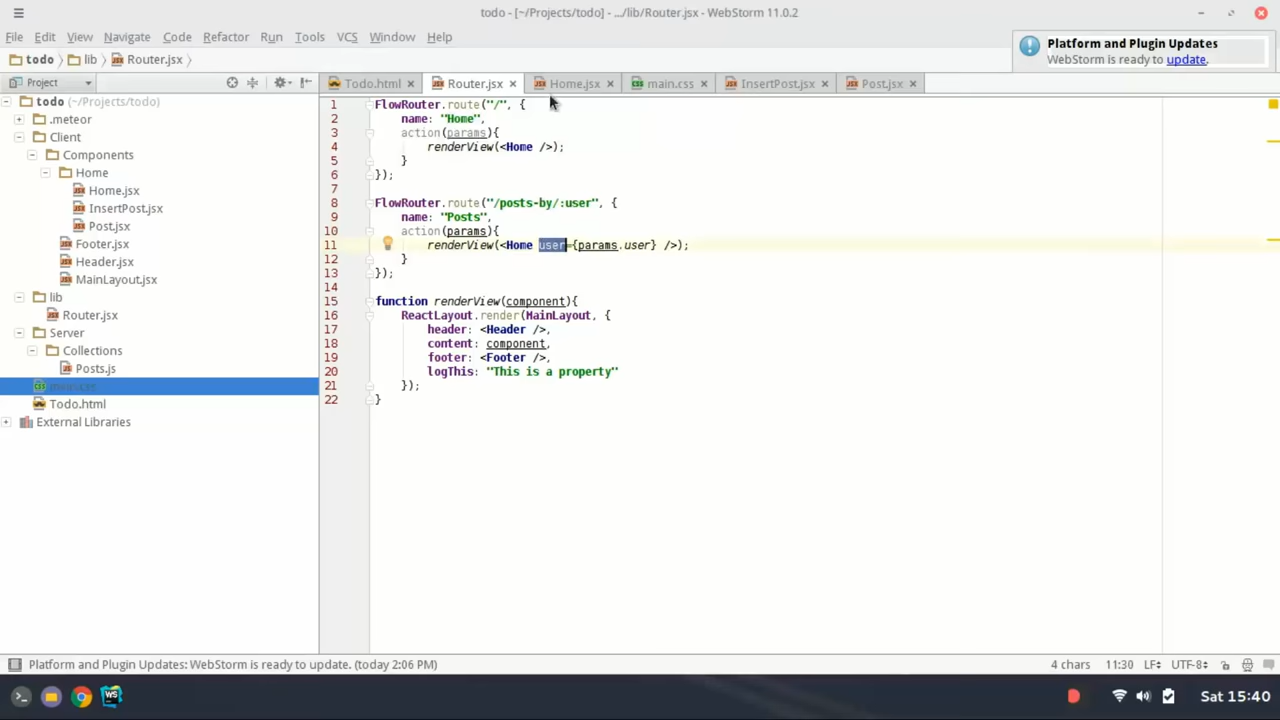 todo - [~/Projects/todo] - .../lib/Router.jsx - WebStorm 11.0.2
File Edit View Navigate Code Refactor Run Tools VCS Window Help
Platform and Plugin Updates
WebStorm is ready to update.
todo lib Router.jsx
Project
Todo.html Router.jsx Home.jsx main.css InsertPost.jsx Post.jsx
todo (~/Projects/todo)
.meteor
Client
Components
Home
Home.jsx
InsertPost.jsx
Post.jsx
Footer.jsx
Header.jsx
MainLayout.jsx
lib
Router.jsx
Server
Collections
Posts.js
main.css
Todo.html
External Libraries
1 FlowRouter.route("/", {
2 name: "Home",
3 action(params){
4 renderView(<Home />);
5 }
6 });
7
8 FlowRouter.route("/posts-by/:user", {
9 name: "Posts",
10 action(params){
11 renderView(<Home user={params.user} />);
12 }
13 });
14
15 function renderView(component){
16 ReactLayout.render(MainLayout, {
17 header: <Header />,
18 content: component,
19 footer: <Footer />,
20 logThis: "This is a property"
21 });
22 }
Platform and Plugin Updates: WebStorm is ready to update. (today 2:06 PM)
4 chars 11:30 LF UTF-8
WS
Sat 15:40